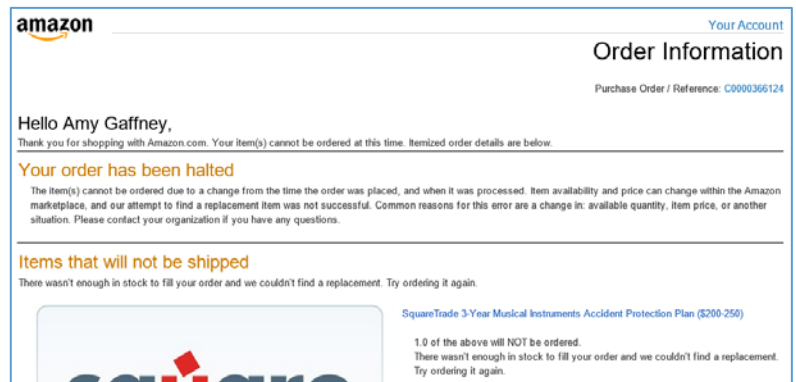 amazon
Your Account
Order Information
Purchase Order / Reference: C0000366124
Hello Amy Gaffney,
Thank you for shopping with Amazon.com. Your item(s) cannot be ordered at this time. Itemized order details are below.
Your order has been halted
The item(s) cannot be ordered due to a change from the time the order was placed, and when it was processed. Item availability and price can change within the Amazon
marketplace, and our attempt to find a replacement item was not successful. Common reasons for this error are a change in: available quantity, item price, or another
situation. Please contact your organization if you have any questions.
Items that will not be shipped
There wasn't enough in stock to fill your order and we couldn't find a replacement. Try ordering it again.
SquareTrade 3-Year Musical Instruments Accident Protection Plan ($200-250)
1.0 of the above will NOT be ordered.
There wasn't enough in stock to fill your order and we couldn't find a replacement.
Try ordering it again.
square